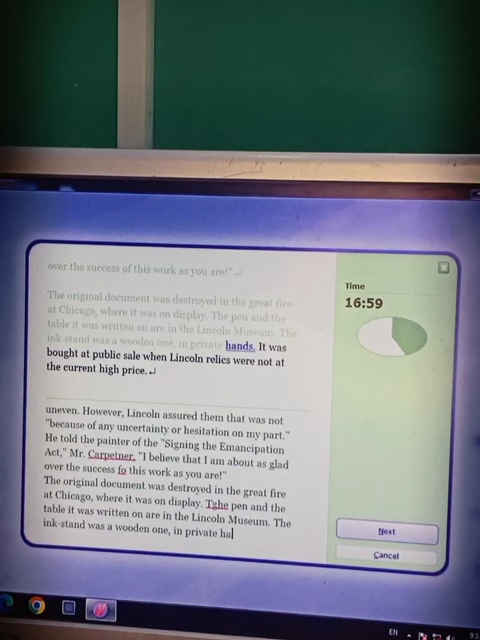 over the success of this work as you are!"↵
The original document was destroyed in the great fire
at Chicago, where it was on display. The pen and the
table it was written on are in the Lincoln Museum. The
ink-stand was a wooden one, in private hands. It was
bought at public sale when Lincoln relics were not at
the current high price.↵
uneven. However, Lincoln assured them that was not
"because of any uncertainty or hesitation on my part."
He told the painter of the "Signing the Emancipation
Act," Mr. Carpetner, "I believe that I am about as glad
over the success fo this work as you are!"
The original document was destroyed in the great fire
at Chicago, where it was on display. Tghe pen and the
table it was written on are in the Lincoln Museum. The
ink-stand was a wooden one, in private ha
Time
16:59
Next
Cancel
EN